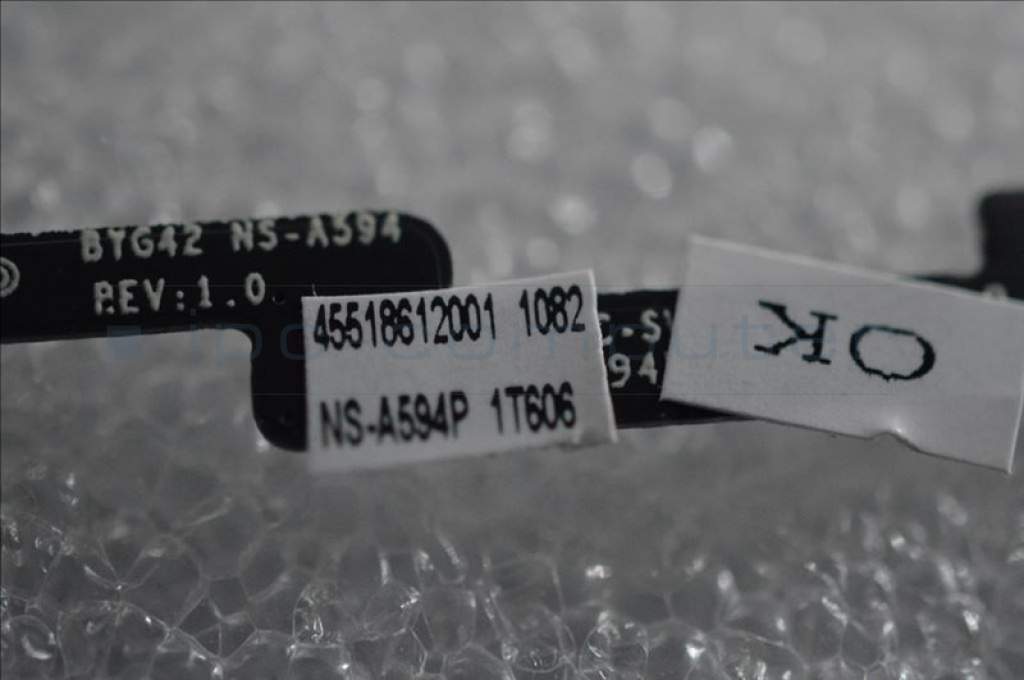 BYG42 NS-A594
REV:1.0
45518612001 1082
NS-A594P 1T606
OK